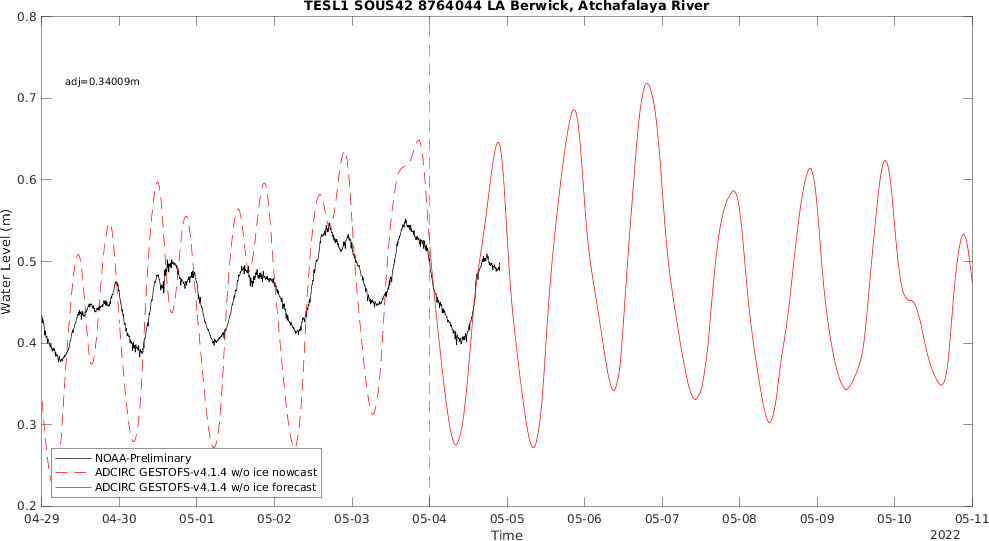 TESL1 SOUS42 8764044 LA Berwick, Atchafalaya River
0.8
0.7
0.6
0.5
0.4
0.3
0.2
Water Level (m)
adj=0.34009m
NOAA-Preliminary
ADCIRC GESTOFS-v4.1.4 w/o ice nowcast
ADCIRC GESTOFS-v4.1.4 w/o ice forecast
04-29 04-30 05-01 05-02 05-03 05-04 05-05 05-06 05-07 05-08 05-09 05-10 05-11
Time
2022